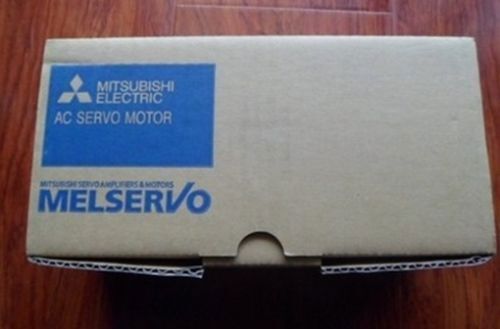 MITSUBISHI
ELECTRIC
AC SERVO MOTOR
MITSUBISHI SERVO AMPLIFIERS & MOTORS
MELSERVO